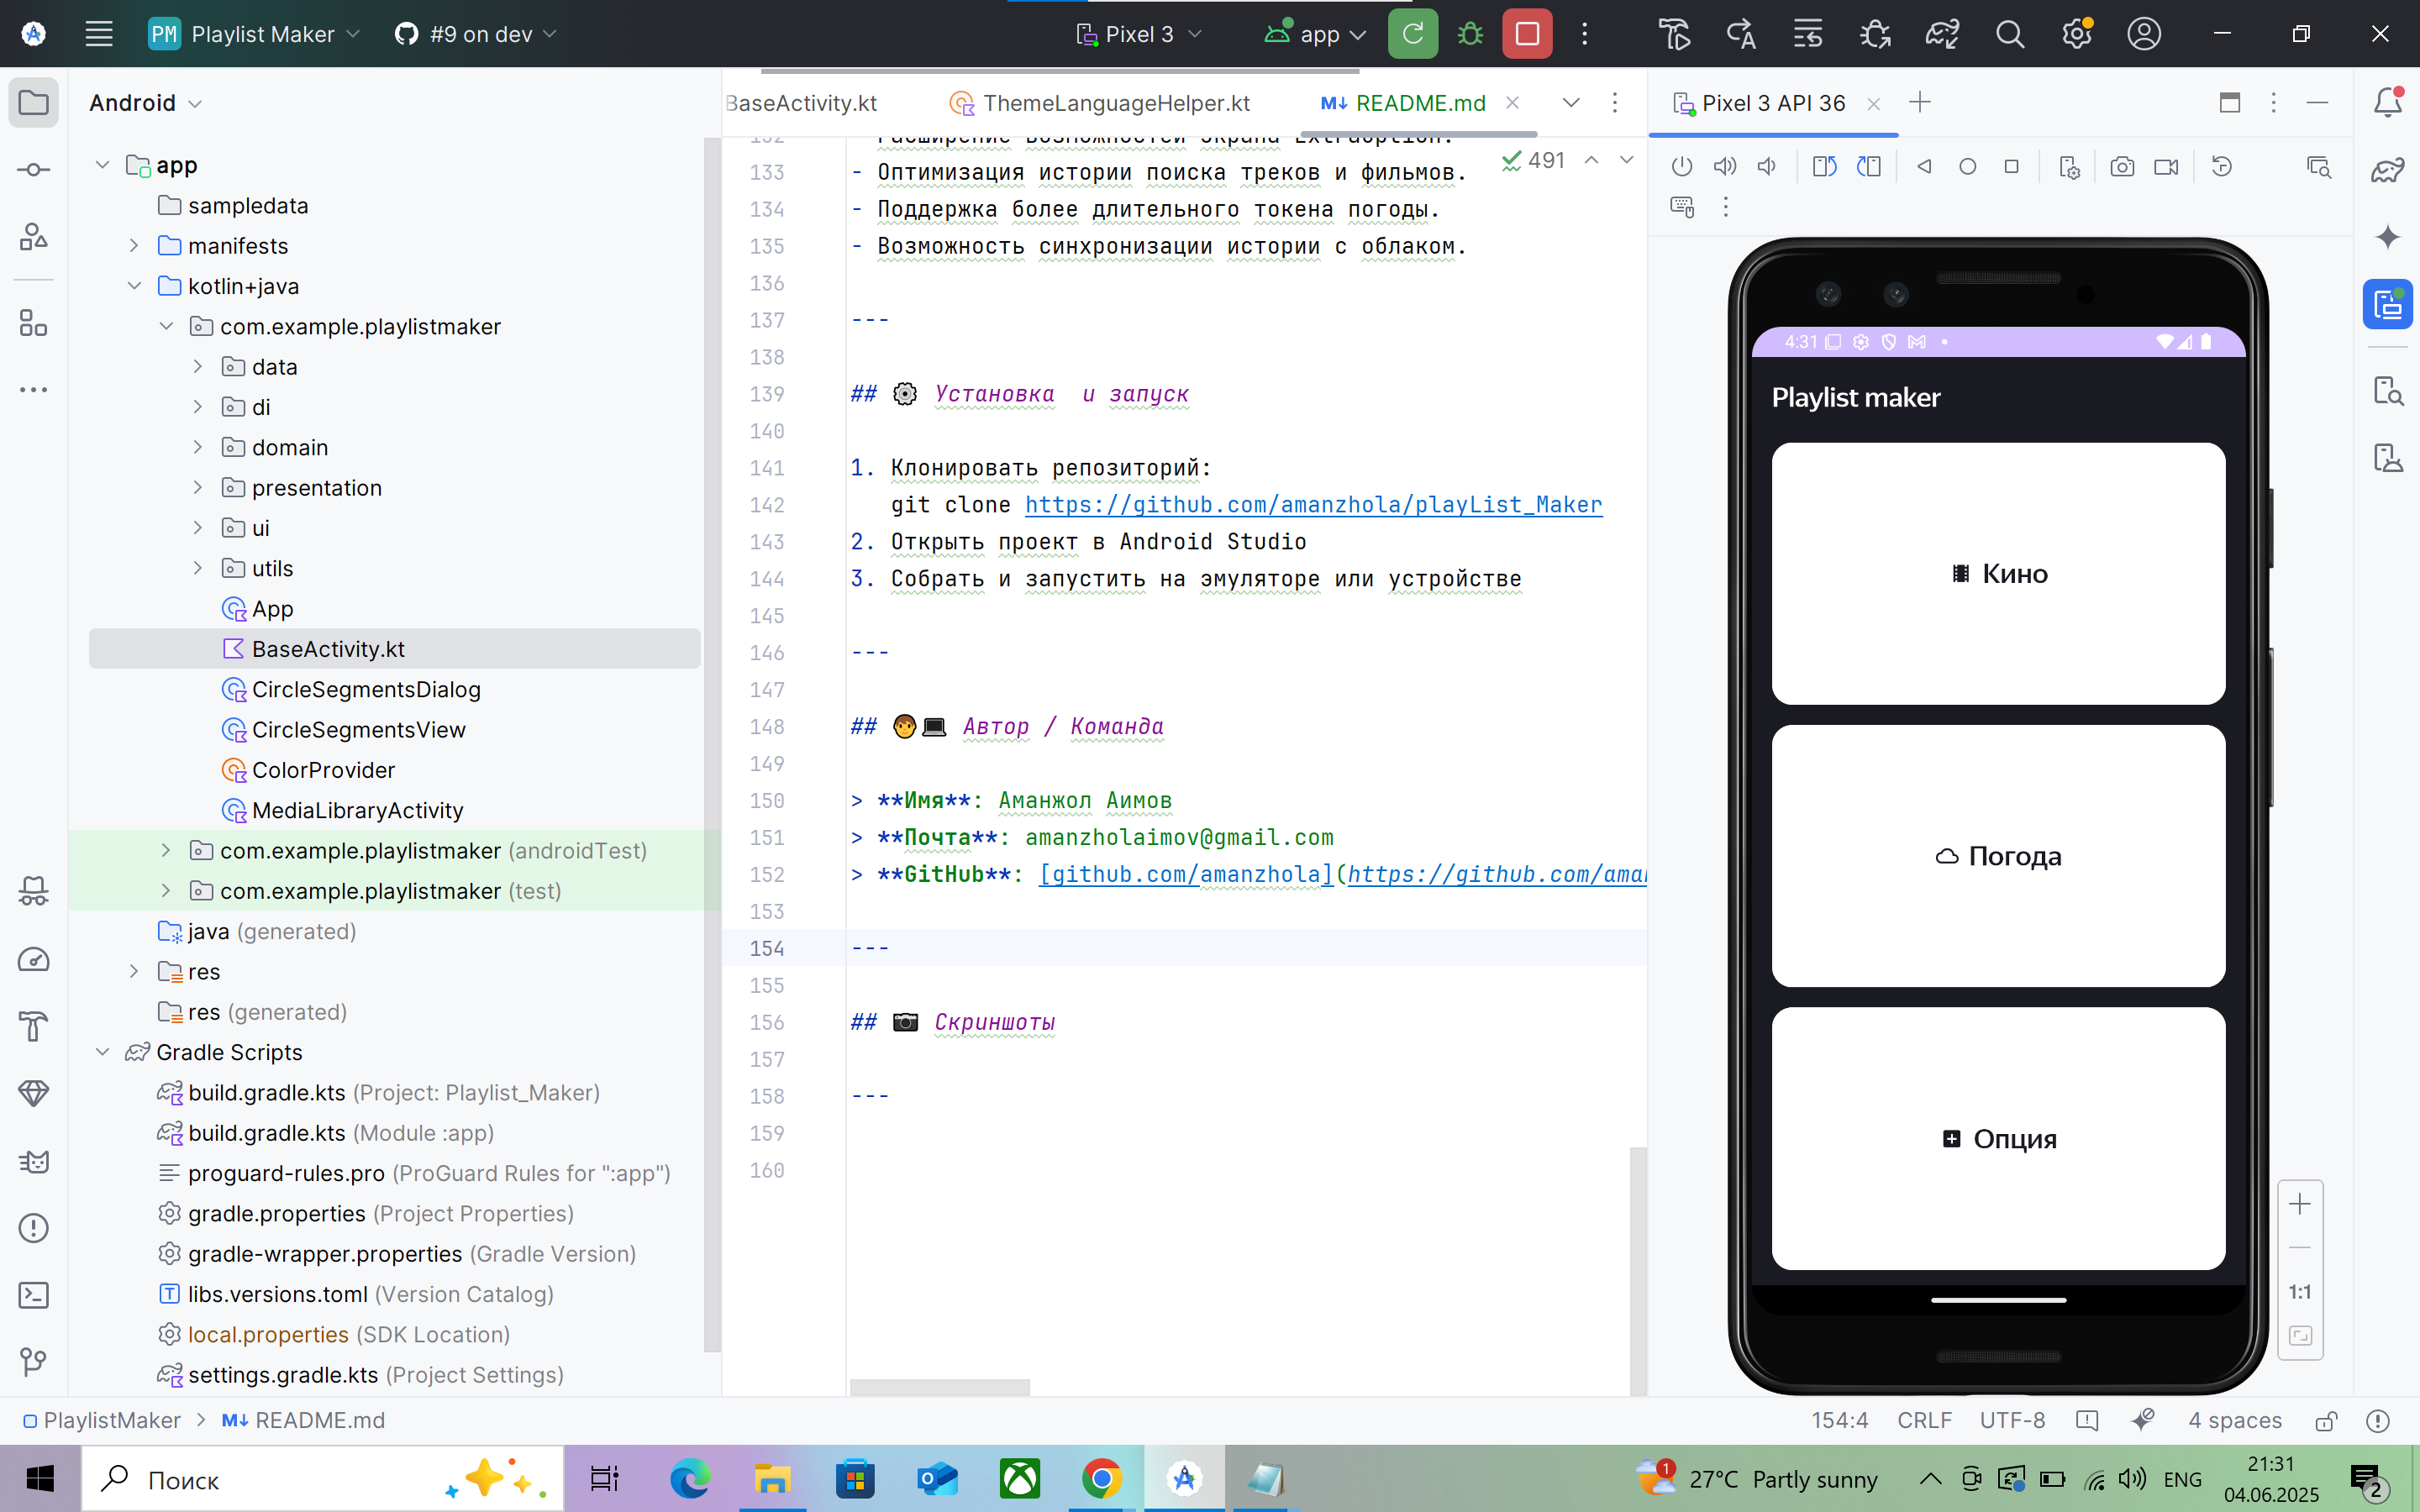 PM Playlist Maker #9 on dev Pixel 3 app
Android
app
sampledata
manifests
kotlin+java
com.example.playlistmaker
data
di
domain
presentation
ui
utils
App
BaseActivity.kt
CircleSegmentsDialog
CircleSegmentsView
ColorProvider
MediaLibraryActivity
com.example.playlistmaker (androidTest)
com.example.playlistmaker (test)
java (generated)
res
res (generated)
Gradle Scripts
build.gradle.kts (Project: Playlist_Maker)
build.gradle.kts (Module :app)
proguard-rules.pro (ProGuard Rules for ":app")
gradle.properties (Project Properties)
gradle-wrapper.properties (Gradle Version)
libs.versions.toml (Version Catalog)
local.properties (SDK Location)
settings.gradle.kts (Project Settings)
BaseActivity.kt ThemeLanguageHelper.kt M↓ README.md
491
132 Расширение возможностей экрана ExtraOption.
133 - Оптимизация истории поиска треков и фильмов.
134 - Поддержка более длительного токена погоды.
135 - Возможность синхронизации истории с облаком.
136
137 ---
138
139 ## ⚙️ Установка  и запуск
140
141 1. Клонировать репозиторий:
142 git clone https://github.com/amanzhola/playList_Maker
143 2. Открыть проект в Android Studio
144 3. Собрать и запустить на эмуляторе или устройстве
145
146 ---
147
148 ## 🧑💻 Автор / Команда
149
150 > **Имя**: Аманжол Аимов
151 > **Почта**: amanzholaimov@gmail.com
152 > **GitHub**: [github.com/amanzhola](https://github.com/aman
153
154 ---
155
156 ## 📷 Скриншоты
157
158 ---
159
160
Pixel 3 API 36
4:31
Playlist maker
Кино
Погода
Опция
1:1
PlaylistMaker > M↓ README.md
154:4 CRLF UTF-8 4 spaces
Поиск
1
27°C Partly sunny
ENG
21:31
04.06.2025
2